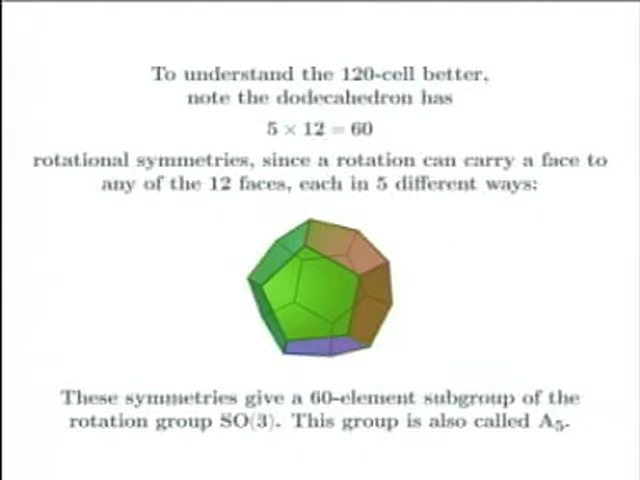 To understand the 120-cell better,
note the dodecahedron has
5 × 12 = 60
rotational symmetries, since a rotation can carry a face to
any of the 12 faces, each in 5 different ways:
These symmetries give a 60-element subgroup of the
rotation group SO(3). This group is also called A₅.